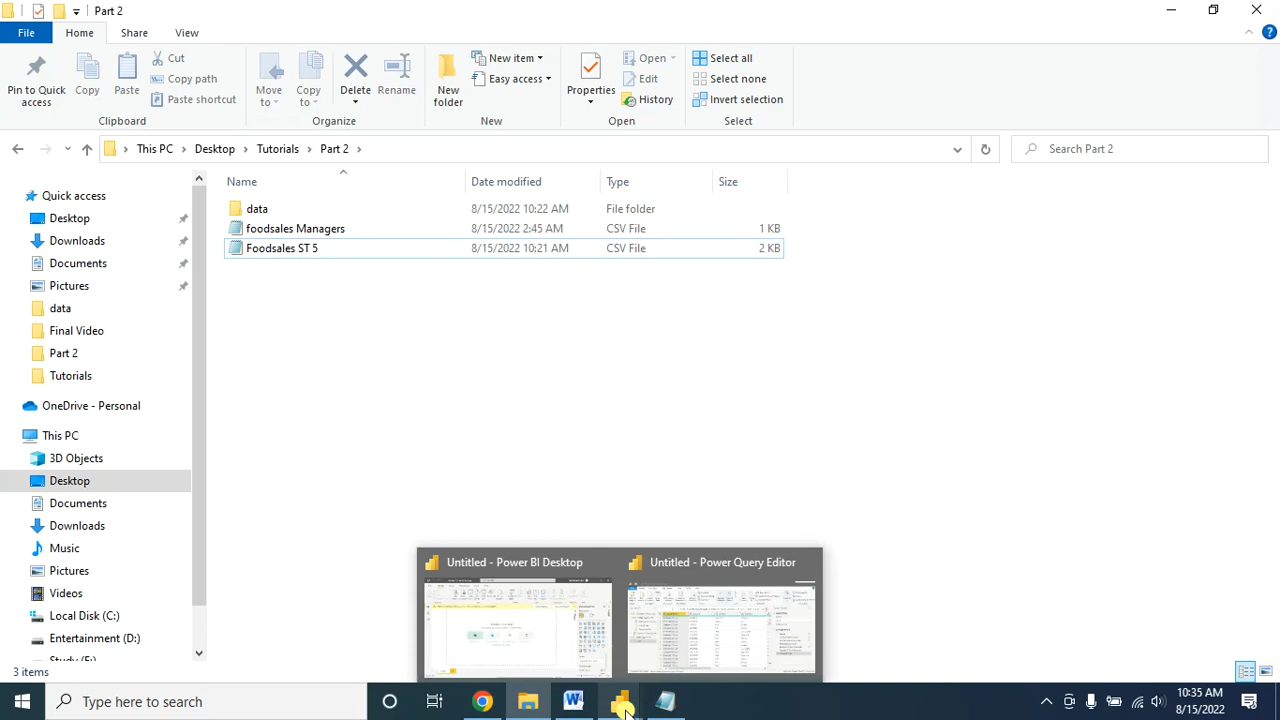 Part 2
File Home Share View
Pin to Quick access
Copy
Paste
Cut
Copy path
Paste shortcut
Clipboard
Move to
Copy to
Delete
Rename
Organize
New folder
New item
Easy access
New
Properties
Open
Edit
History
Open
Select all
Select none
Invert selection
Select
This PC Desktop Tutorials Part 2
Search Part 2
Name Date modified Type Size
data 8/15/2022 10:22 AM File folder
foodsales Managers 8/15/2022 2:45 AM CSV File 1 KB
Foodsales ST 5 8/15/2022 10:21 AM CSV File 2 KB
Quick access
Desktop
Downloads
Documents
Pictures
data
Final Video
Part 2
Tutorials
OneDrive - Personal
This PC
3D Objects
Desktop
Documents
Downloads
Music
Pictures
Videos
Local Disk (C:)
Entertainment (D:)
3 items
Untitled - Power BI Desktop
Untitled - Power Query Editor
Type here to search
10:35 AM
8/15/2022